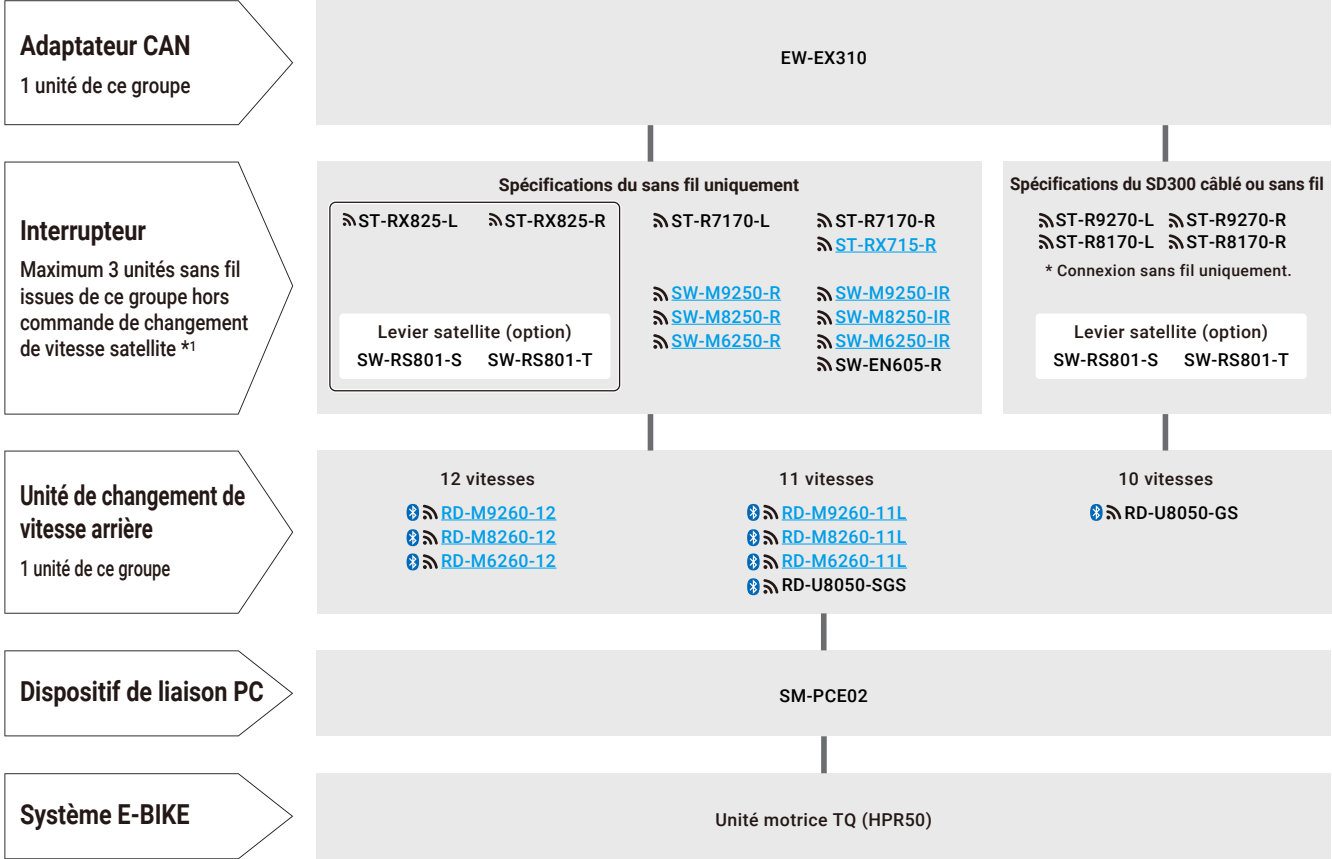 Adaptateur CAN
1 unité de ce groupe
EW-EX310
Interrupteur
Maximum 3 unités sans fil
issues de ce groupe hors
commande de changement
de vitesse satellite *1
Spécifications du sans fil uniquement
ST-RX825-L ST-RX825-R
Levier satellite (option)
SW-RS801-S SW-RS801-T
ST-R7170-L ST-R7170-R
ST-RX715-R
SW-M9250-R SW-M9250-IR
SW-M8250-R SW-M8250-IR
SW-M6250-R SW-M6250-IR
SW-EN605-R
Spécifications du SD300 câblé ou sans fil
ST-R9270-L ST-R9270-R
ST-R8170-L ST-R8170-R
* Connexion sans fil uniquement.
Levier satellite (option)
SW-RS801-S SW-RS801-T
Unité de changement de
vitesse arrière
1 unité de ce groupe
12 vitesses
RD-M9260-12
RD-M8260-12
RD-M6260-12
11 vitesses
RD-M9260-11L
RD-M8260-11L
RD-M6260-11L
RD-U8050-SGS
10 vitesses
RD-U8050-GS
Dispositif de liaison PC
SM-PCE02
Système E-BIKE
Unité motrice TQ (HPR50)